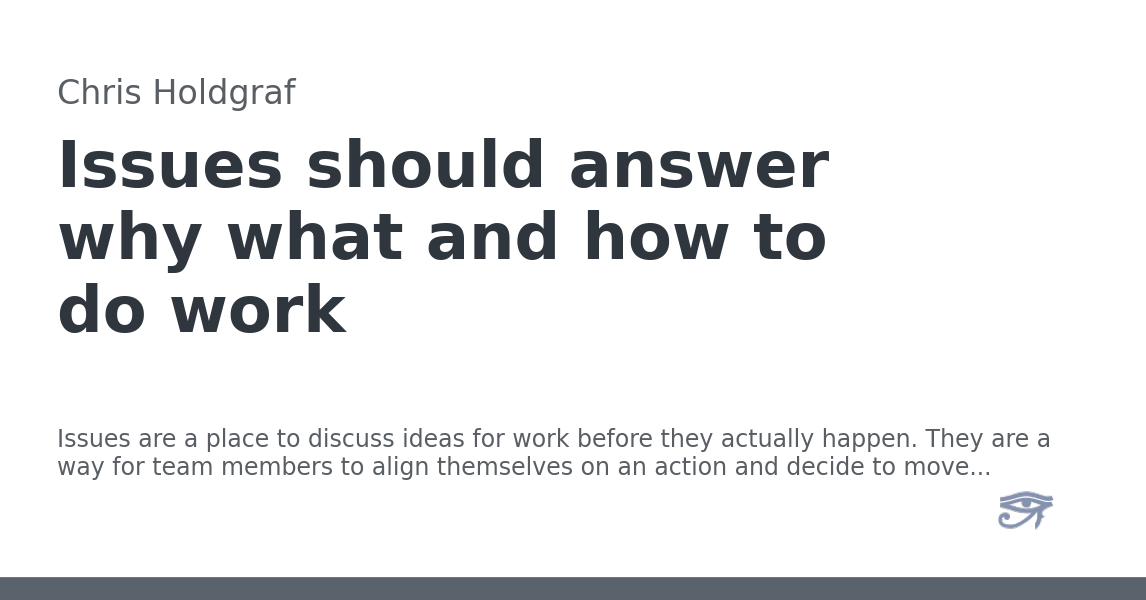 Chris Holdgraf
Issues should answer
why what and how to
do work
Issues are a place to discuss ideas for work before they actually happen. They are a
way for team members to align themselves on an action and decide to move...